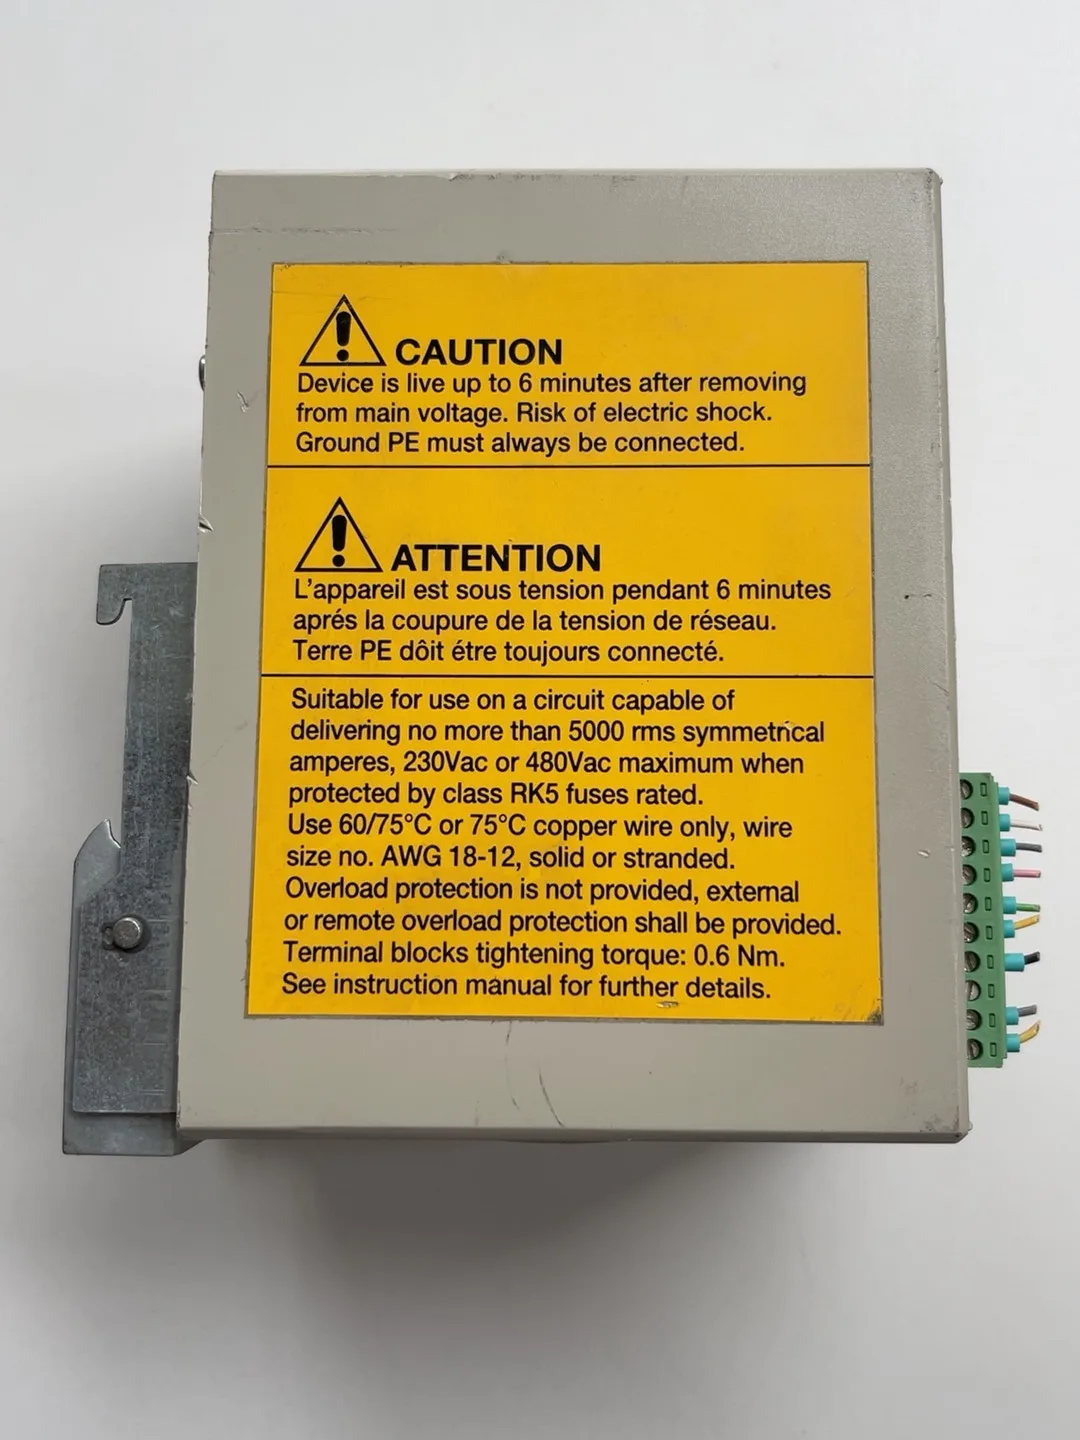 CAUTION
Device is live up to 6 minutes after removing
from main voltage. Risk of electric shock.
Ground PE must always be connected.
ATTENTION
L'appareil est sous tension pendant 6 minutes
aprés la coupure de la tension de réseau.
Terre PE dôit étre toujours connecté.
Suitable for use on a circuit capable of
delivering no more than 5000 rms symmetrical
amperes, 230Vac or 480Vac maximum when
protected by class RK5 fuses rated.
Use 60/75°C or 75°C copper wire only, wire
size no. AWG 18-12, solid or stranded.
Overload protection is not provided, external
or remote overload protection shall be provided.
Terminal blocks tightening torque: 0.6 Nm.
See instruction manual for further details.